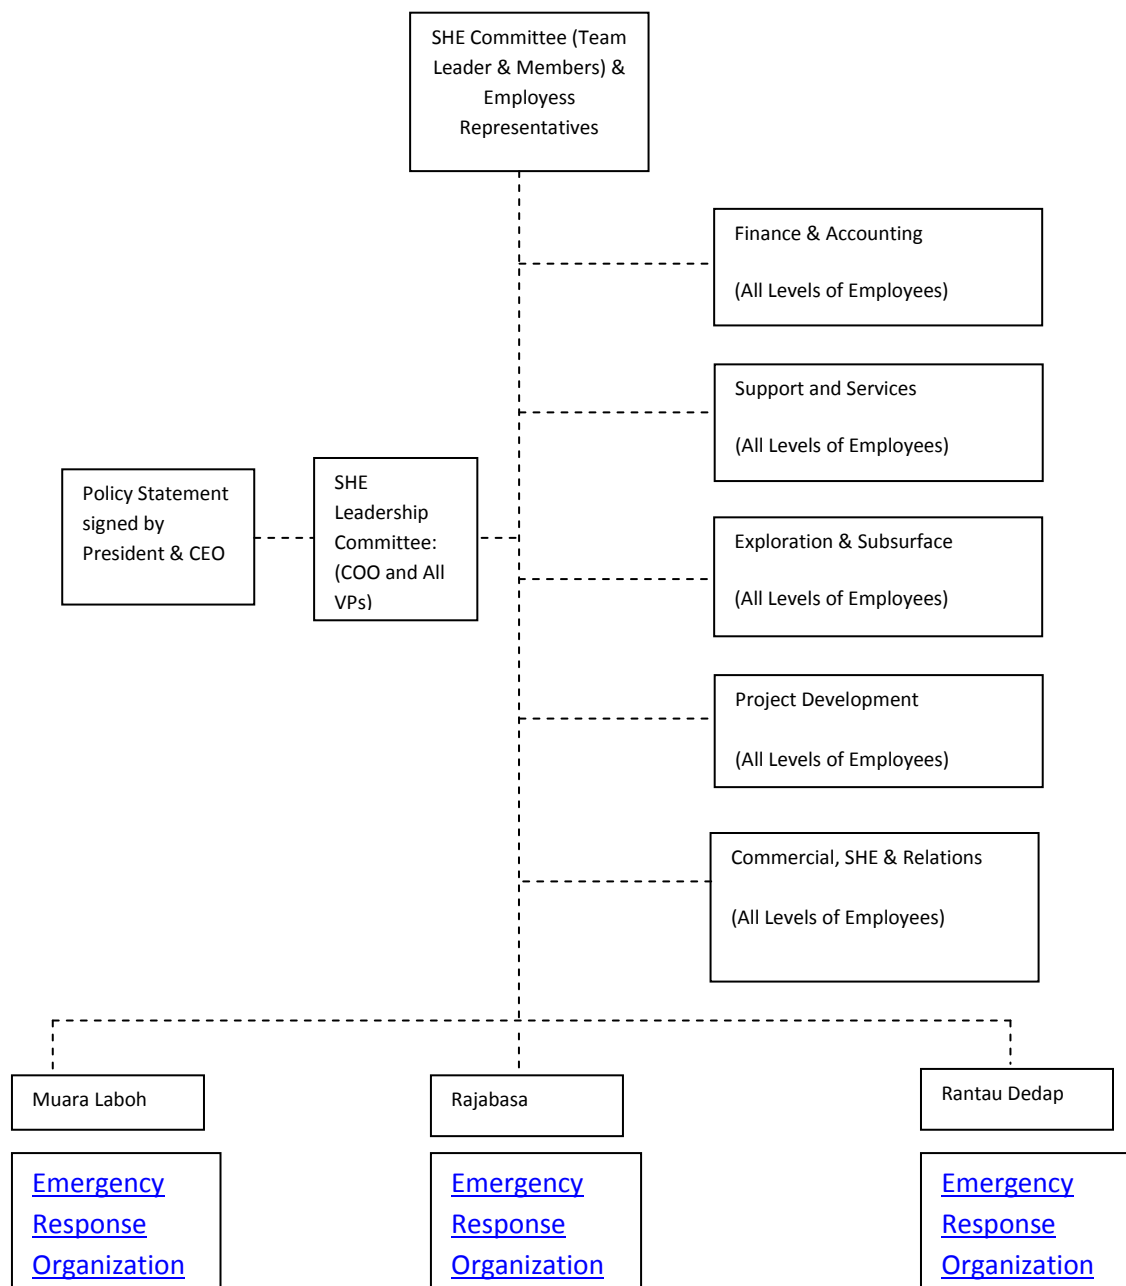 SHE Committee (Team
Leader & Members) &
Employess
Representatives
Finance & Accounting
(All Levels of Employees)
Support and Services
(All Levels of Employees)
Policy Statement
signed by
President & CEO
SHE
Leadership
Committee:
(COO and All
VPs)
Exploration & Subsurface
(All Levels of Employees)
Project Development
(All Levels of Employees)
Commercial, SHE & Relations
(All Levels of Employees)
Muara Laboh
Rajabasa
Rantau Dedap
Emergency
Response
Organization
Emergency
Response
Organization
Emergency
Response
Organization